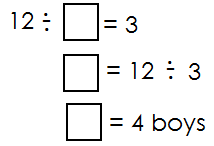 12 ÷ □ = 3
□ = 12 ÷ 3
□ = 4 boys